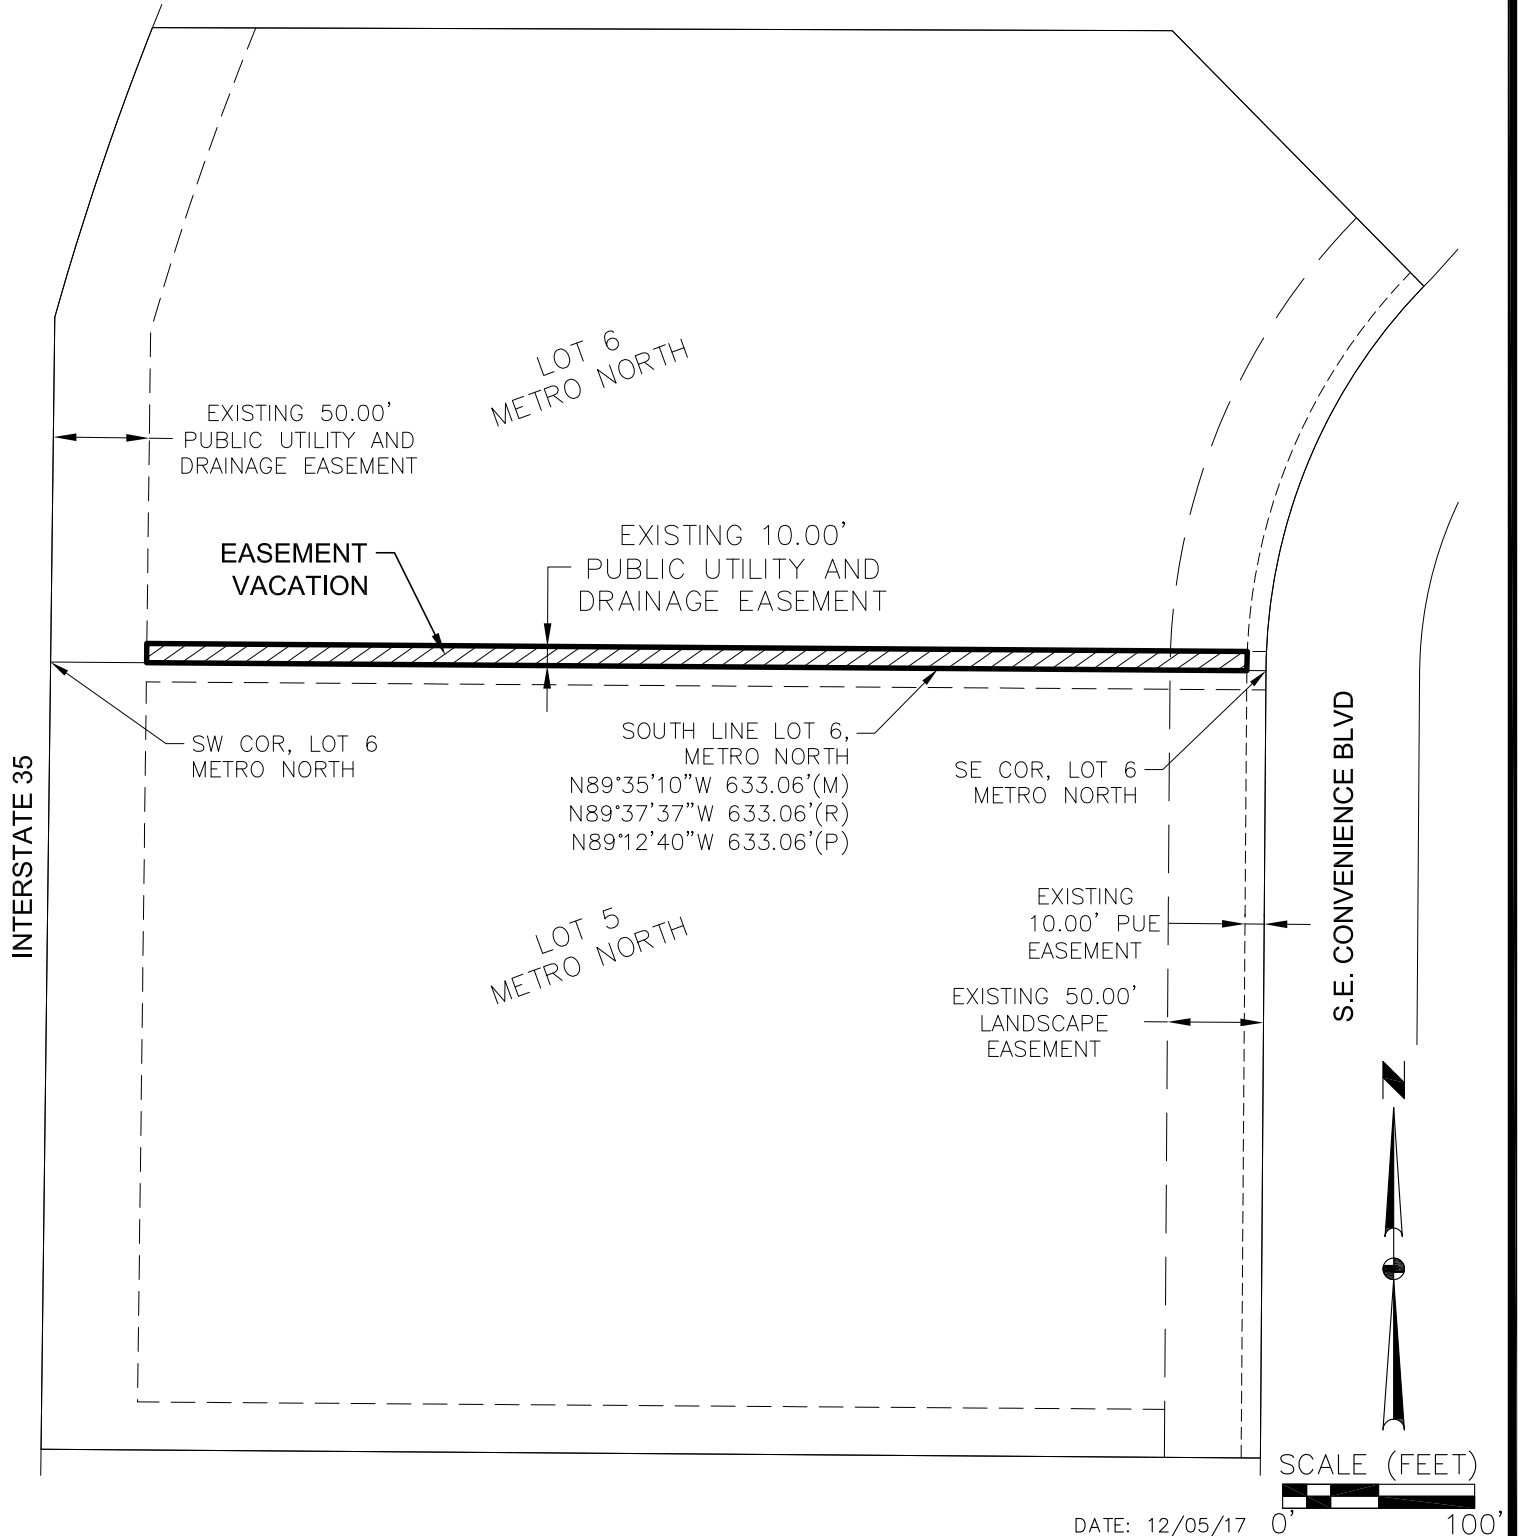 LOT 6
METRO NORTH
EXISTING 50.00'
PUBLIC UTILITY AND
DRAINAGE EASEMENT
EASEMENT
VACATION
EXISTING 10.00'
PUBLIC UTILITY AND
DRAINAGE EASEMENT
SW COR, LOT 6
METRO NORTH
SOUTH LINE LOT 6,
METRO NORTH
N89°35'10"W 633.06'(M)
N89°37'37"W 633.06'(R)
N89°12'40"W 633.06'(P)
SE COR, LOT 6
METRO NORTH
INTERSTATE 35
S.E. CONVENIENCE BLVD
LOT 5
METRO NORTH
EXISTING
10.00' PUE
EASEMENT
EXISTING 50.00'
LANDSCAPE
EASEMENT
N
SCALE (FEET)
0' 100'
DATE: 12/05/17